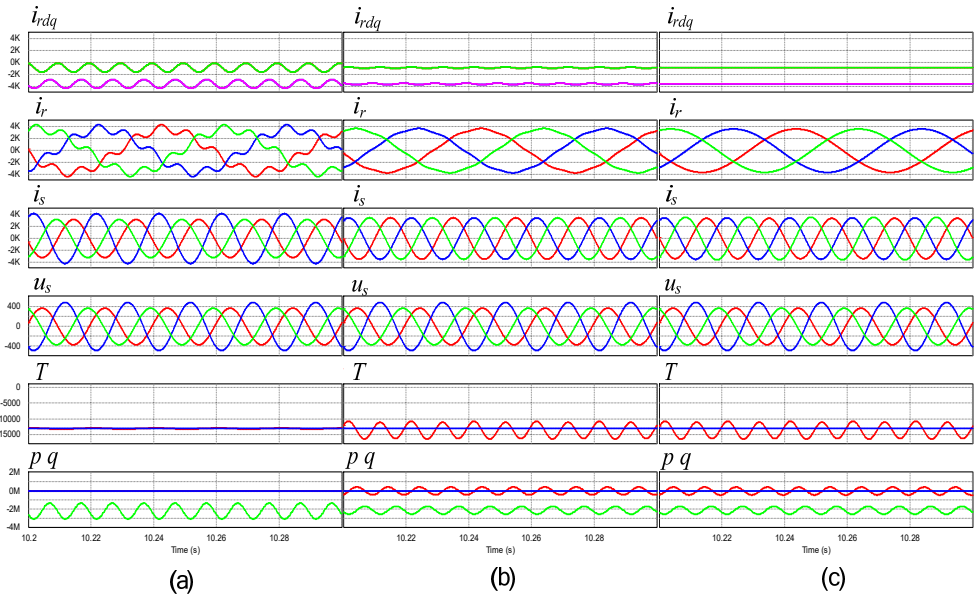 i_rdq i_rdq i_rdq
4K
2K
0K
-2K
-4K
i_r i_r i_r
4K
2K
0K
-2K
-4K
i_s i_s i_s
4K
2K
0K
-2K
-4K
u_s u_s u_s
400
0
-400
T T T
0
-5000
10000
15000
p q p q p q
2M
0M
-2M
-4M
10.2 10.22 10.24 10.26 10.28 10.22 10.24 10.26 10.28 10.22 10.24 10.26 10.28
Time (s) Time (s) Time (s)
(a) (b) (c)